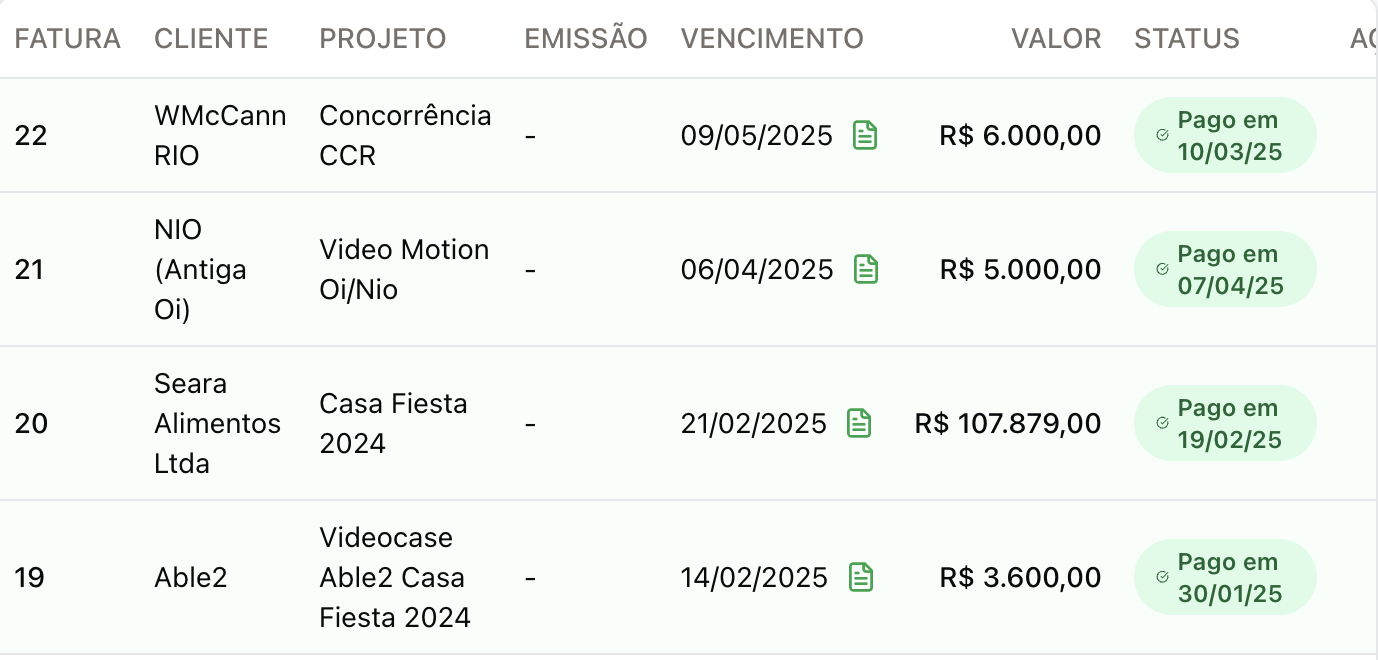 FATURA CLIENTE PROJETO EMISSÃO VENCIMENTO VALOR STATUS
22
WMcCann
RIO
Concorrência
CCR
-
09/05/2025
R$ 6.000,00
Pago em
10/03/25
21
NIO
(Antiga
Oi)
Video Motion
Oi/Nio
-
06/04/2025
R$ 5.000,00
Pago em
07/04/25
20
Seara
Alimentos
Ltda
Casa Fiesta
2024
-
21/02/2025
R$ 107.879,00
Pago em
19/02/25
19
Able2
Videocase
Able2 Casa
Fiesta 2024
-
14/02/2025
R$ 3.600,00
Pago em
30/01/25